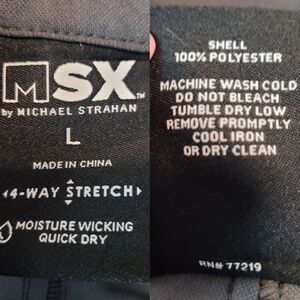 MSX™
by MICHAEL STRAHAN
L
MADE IN CHINA
4-WAY STRETCH
MOISTURE WICKING
QUICK DRY
SHELL
100% POLYESTER
MACHINE WASH COLD
DO NOT BLEACH
TUMBLE DRY LOW
REMOVE PROMPTLY
COOL IRON
OR DRY CLEAN
RN# 77219